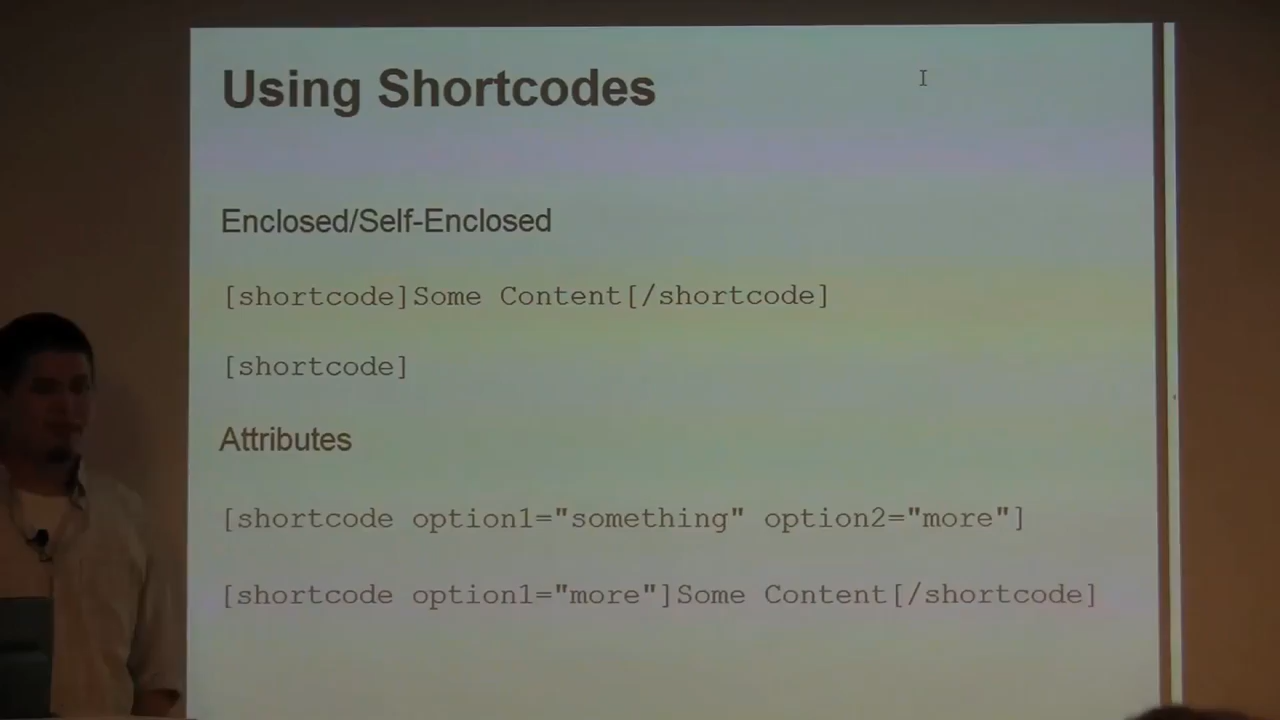 Using Shortcodes
Enclosed/Self-Enclosed
[shortcode]Some Content[/shortcode]
[shortcode]
Attributes
[shortcode option1="something" option2="more"]
[shortcode option1="more"]Some Content[/shortcode]